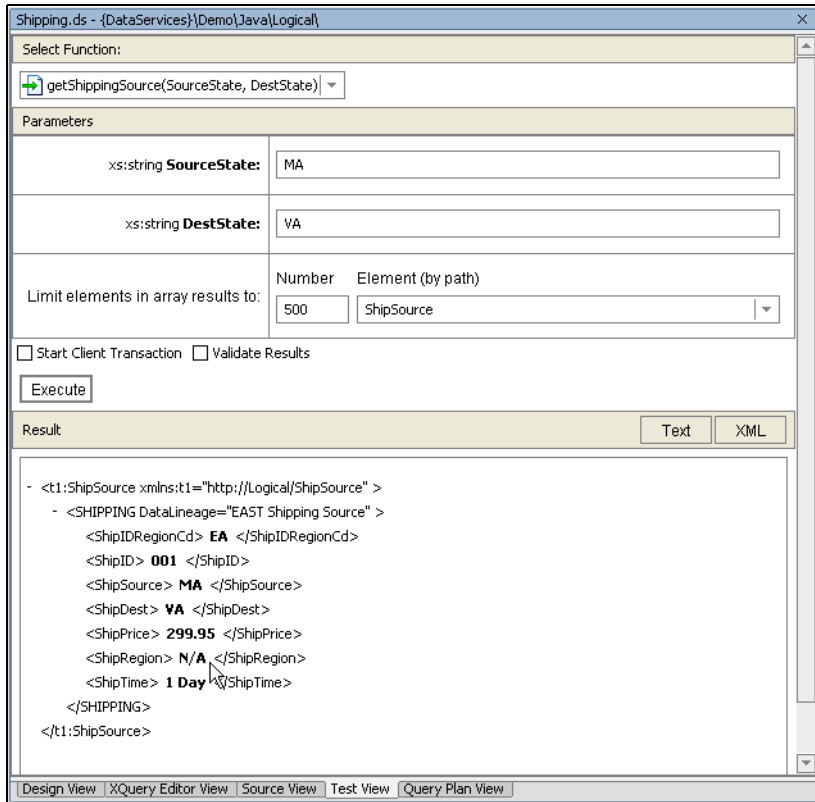 Shipping.ds - {DataServices}\Demo\Java\Logical\
Select Function:
getShippingSource(SourceState, DestState)
Parameters
xs:string SourceState: MA
xs:string DestState: VA
Number Element (by path)
Limit elements in array results to: 500 ShipSource
Start Client Transaction Validate Results
Execute
Result Text XML
- <t1:ShipSource xmlns:t1="http://Logical/ShipSource" >
- <SHIPPING DataLineage="EAST Shipping Source" >
<ShipIDRegionCd> EA </ShipIDRegionCd>
<ShipID> 001 </ShipID>
<ShipSource> MA </ShipSource>
<ShipDest> VA </ShipDest>
<ShipPrice> 299.95 </ShipPrice>
<ShipRegion> N/A </ShipRegion>
<ShipTime> 1 Day </ShipTime>
</SHIPPING>
</t1:ShipSource>
Design View XQuery Editor View Source View Test View Query Plan View